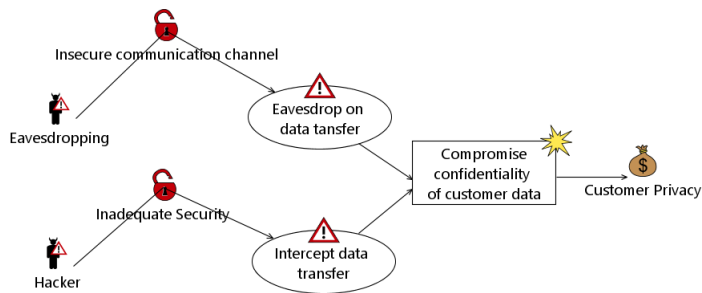 Insecure communication channel
Eavesdropping
Eavesdrop on
data tansfer
Compromise
confidentiality
of customer data
$
Customer Privacy
Inadequate Security
Hacker
Intercept data
transfer